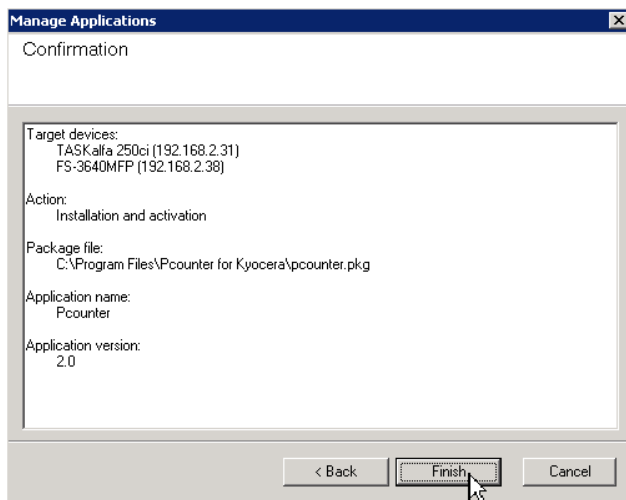 Manage Applications
Confirmation
Target devices:
TASKalfa 250ci (192.168.2.31)
FS-3640MFP (192.168.2.38)
Action:
Installation and activation
Package file:
C:\Program Files\Pcounter for Kyocera\pcounter.pkg
Application name:
Pcounter
Application version:
2.0
< Back
Finish
Cancel